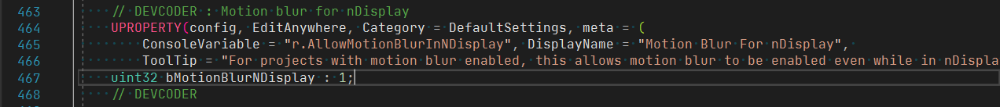 463 // DEVCODER : Motion blur for nDisplay
464 UPROPERTY(config, EditAnywhere, Category = DefaultSettings, meta = (
465 ConsoleVariable = "r.AllowMotionBlurInNDisplay", DisplayName = "Motion Blur For nDisplay",
466 ToolTip = "For projects with motion blur enabled, this allows motion blur to be enabled even while in nDispla
467 uint32 bMotionBlurNDisplay : 1;
468 // DEVCODER